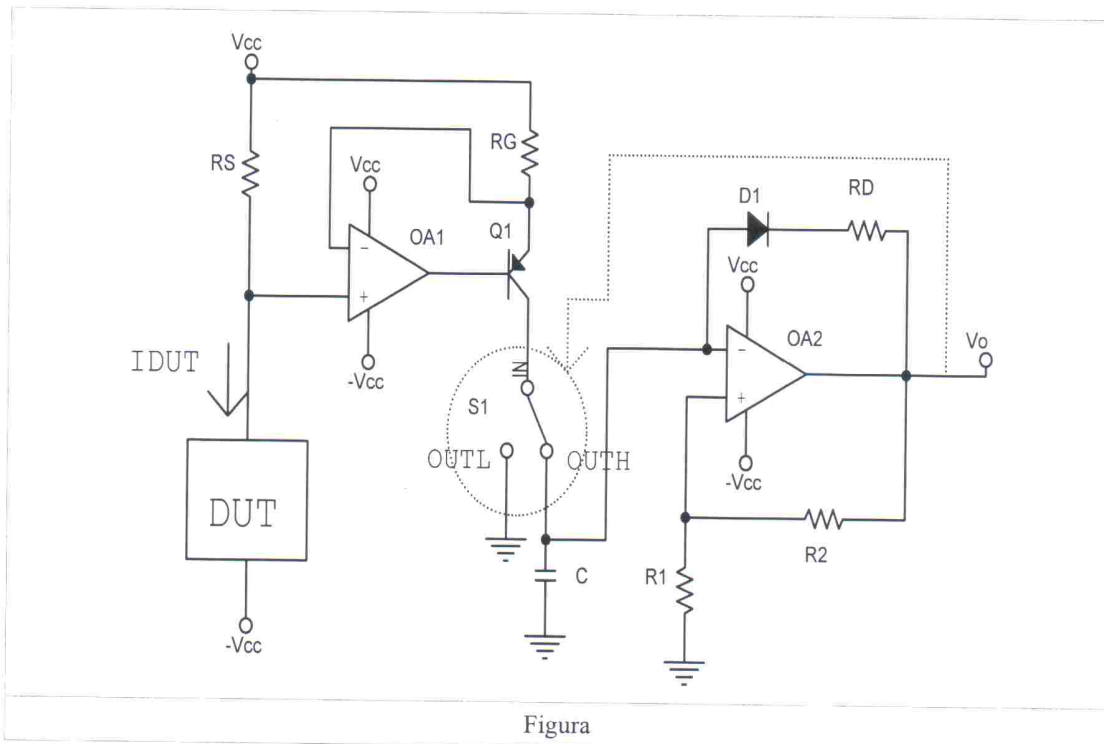 Vcc
RS
RG
Vcc
OA1
Q1
-
+
-Vcc
IDUT
DUT
-Vcc
IN
S1
OUTL
OUTH
C
D1
RD
Vcc
OA2
-
+
-Vcc
Vo
R2
R1
Figura